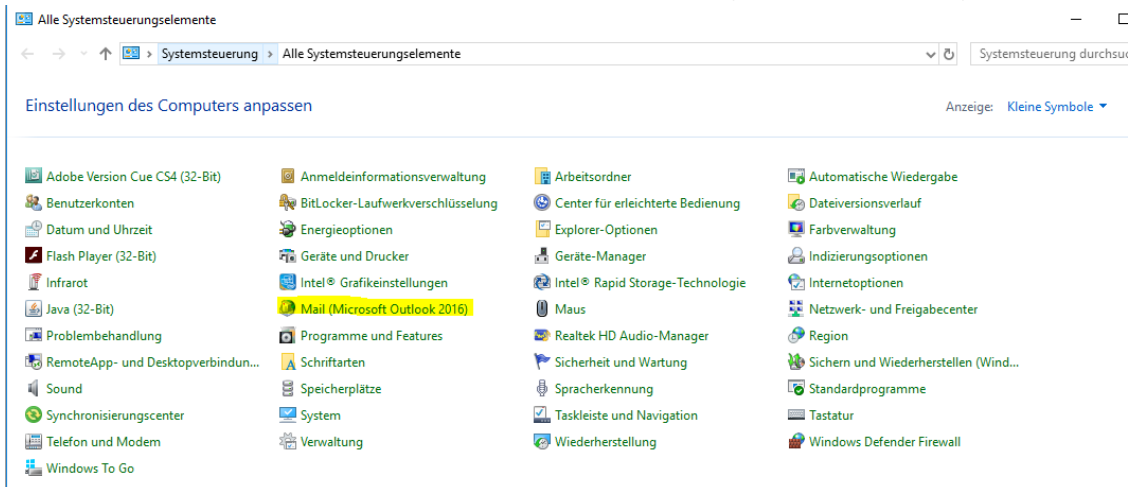 Alle Systemsteuerungselemente
Systemsteuerung > Alle Systemsteuerungselemente
Systemsteuerung durchsuc
Einstellungen des Computers anpassen
Anzeige: Kleine Symbole
Adobe Version Cue CS4 (32-Bit) Anmeldeinformationsverwaltung Arbeitsordner Automatische Wiedergabe
Benutzerkonten BitLocker-Laufwerkverschlüsselung Center für erleichterte Bedienung Dateiversionsverlauf
Datum und Uhrzeit Energieoptionen Explorer-Optionen Farbverwaltung
Flash Player (32-Bit) Geräte und Drucker Geräte-Manager Indizierungsoptionen
Infrarot Intel® Grafikeinstellungen Intel® Rapid Storage-Technologie Internetoptionen
Java (32-Bit) Mail (Microsoft Outlook 2016) Maus Netzwerk- und Freigabecenter
Problembehandlung Programme und Features Realtek HD Audio-Manager Region
RemoteApp- und Desktopverbindun... Schriftarten Sicherheit und Wartung Sichern und Wiederherstellen (Wind...
Sound Speicherplätze Spracherkennung Standardprogramme
Synchronisierungscenter System Taskleiste und Navigation Tastatur
Telefon und Modem Verwaltung Wiederherstellung Windows Defender Firewall
Windows To Go